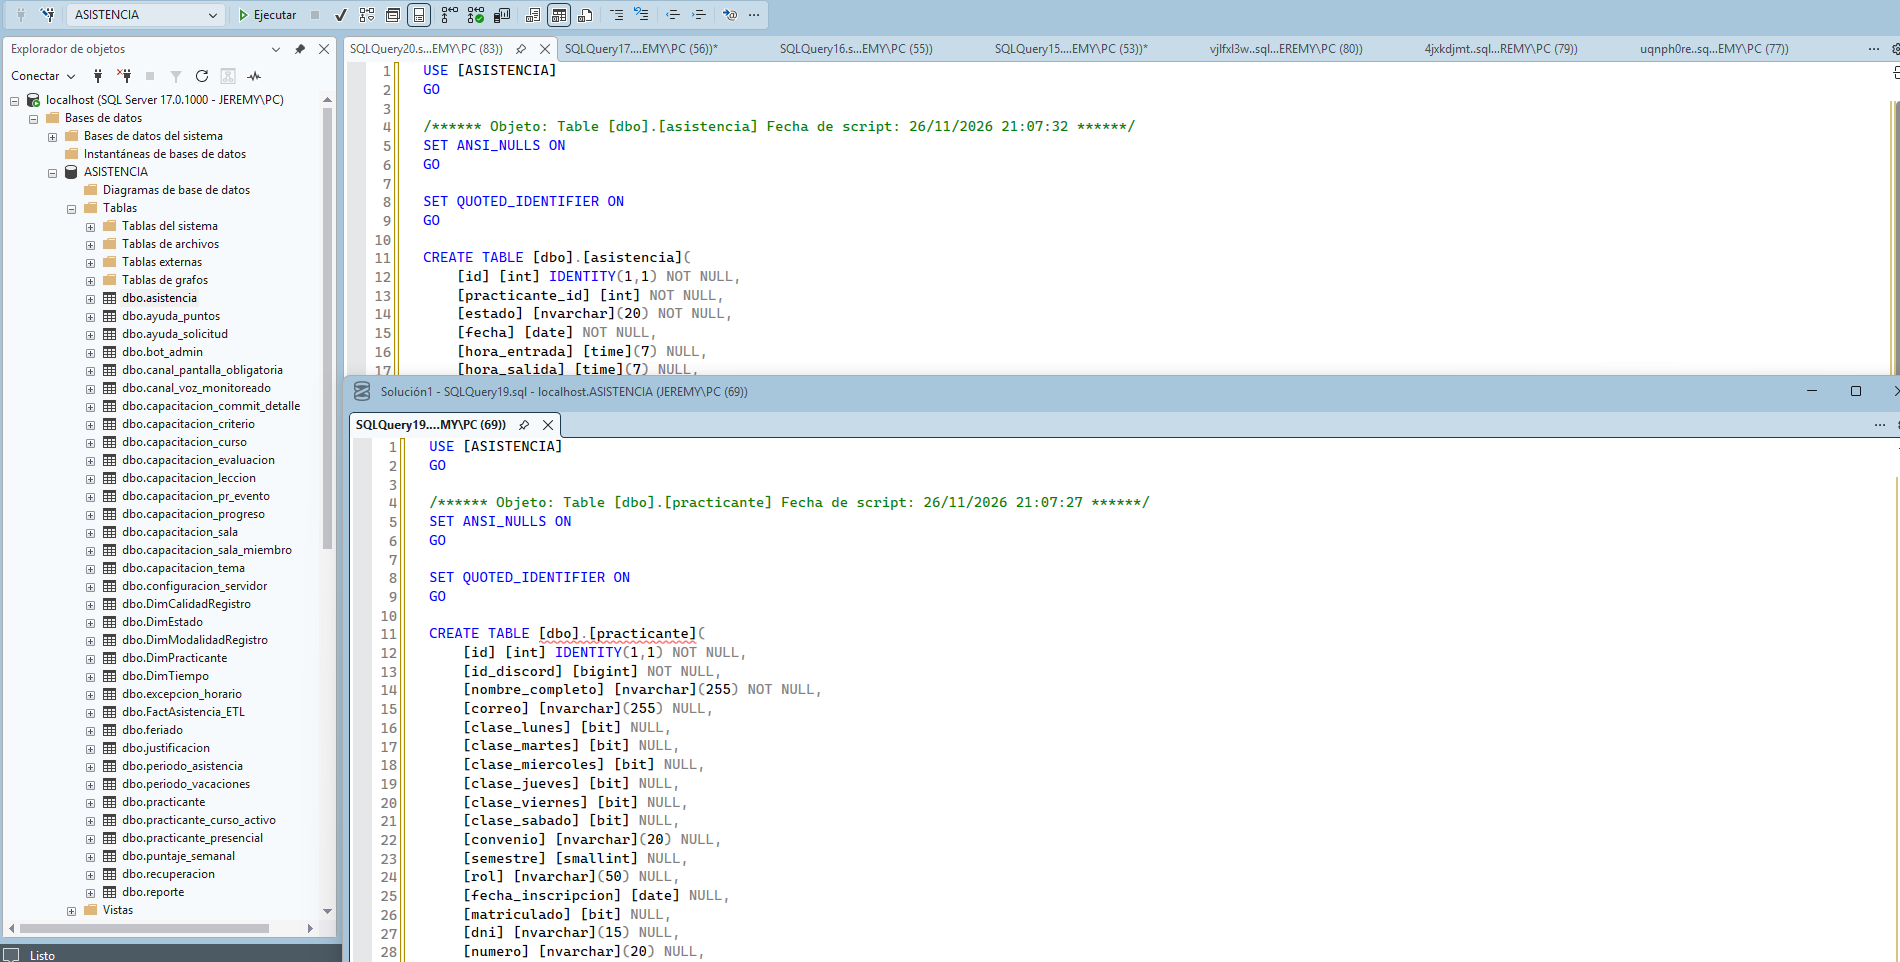 ASISTENCIA
Ejecutar
Explorador de objetos
Conectar
localhost (SQL Server 17.0.1000 - JEREMY\PC)
Bases de datos
Bases de datos del sistema
Instantáneas de bases de datos
ASISTENCIA
Diagramas de base de datos
Tablas
Tablas del sistema
Tablas de archivos
Tablas externas
Tablas de grafos
dbo.asistencia
dbo.ayuda_puntos
dbo.ayuda_solicitud
dbo.bot_admin
dbo.canal_pantalla_obligatoria
dbo.canal_voz_monitoreado
dbo.capacitacion_commit_detalle
dbo.capacitacion_criterio
dbo.capacitacion_curso
dbo.capacitacion_evaluacion
dbo.capacitacion_leccion
dbo.capacitacion_pr_evento
dbo.capacitacion_progreso
dbo.capacitacion_sala
dbo.capacitacion_sala_miembro
dbo.capacitacion_tema
dbo.configuracion_servidor
dbo.DimCalidadRegistro
dbo.DimEstado
dbo.DimModalidadRegistro
dbo.DimPracticante
dbo.DimTiempo
dbo.excepcion_horario
dbo.FactAsistencia_ETL
dbo.feriado
dbo.justificacion
dbo.periodo_asistencia
dbo.periodo_vacaciones
dbo.practicante
dbo.practicante_curso_activo
dbo.practicante_presencial
dbo.puntaje_semanal
dbo.recuperacion
dbo.reporte
Vistas
Listo
SQLQuery20.s...EMY\PC (83))
SQLQuery17....EMY\PC (56))*
SQLQuery16.s...EMY\PC (55))
SQLQuery15....EMY\PC (53))*
vjlfxl3w..sql...EREMY\PC (80))
4jxkdjmt..sql...REMY\PC (79))
uqnph0re..sq...EMY\PC (77))
1 USE [ASISTENCIA]
2 GO
3
4 /****** Objeto: Table [dbo].[asistencia] Fecha de script: 26/11/2026 21:07:32 ******/
5 SET ANSI_NULLS ON
6 GO
7
8 SET QUOTED_IDENTIFIER ON
9 GO
10
11 CREATE TABLE [dbo].[asistencia](
12 [id] [int] IDENTITY(1,1) NOT NULL,
13 [practicante_id] [int] NOT NULL,
14 [estado] [nvarchar](20) NOT NULL,
15 [fecha] [date] NOT NULL,
16 [hora_entrada] [time](7) NULL,
17 [hora_salida] [time](7) NULL,
Solución1 - SQLQuery19.sql - localhost.ASISTENCIA (JEREMY\PC (69))
SQLQuery19....MY\PC (69))
1 USE [ASISTENCIA]
2 GO
3
4 /****** Objeto: Table [dbo].[practicante] Fecha de script: 26/11/2026 21:07:27 ******/
5 SET ANSI_NULLS ON
6 GO
7
8 SET QUOTED_IDENTIFIER ON
9 GO
10
11 CREATE TABLE [dbo].[practicante](
12 [id] [int] IDENTITY(1,1) NOT NULL,
13 [id_discord] [bigint] NOT NULL,
14 [nombre_completo] [nvarchar](255) NOT NULL,
15 [correo] [nvarchar](255) NULL,
16 [clase_lunes] [bit] NULL,
17 [clase_martes] [bit] NULL,
18 [clase_miercoles] [bit] NULL,
19 [clase_jueves] [bit] NULL,
20 [clase_viernes] [bit] NULL,
21 [clase_sabado] [bit] NULL,
22 [convenio] [nvarchar](20) NULL,
23 [semestre] [smallint] NULL,
24 [rol] [nvarchar](50) NULL,
25 [fecha_inscripcion] [date] NULL,
26 [matriculado] [bit] NULL,
27 [dni] [nvarchar](15) NULL,
28 [numero] [nvarchar](20) NULL,